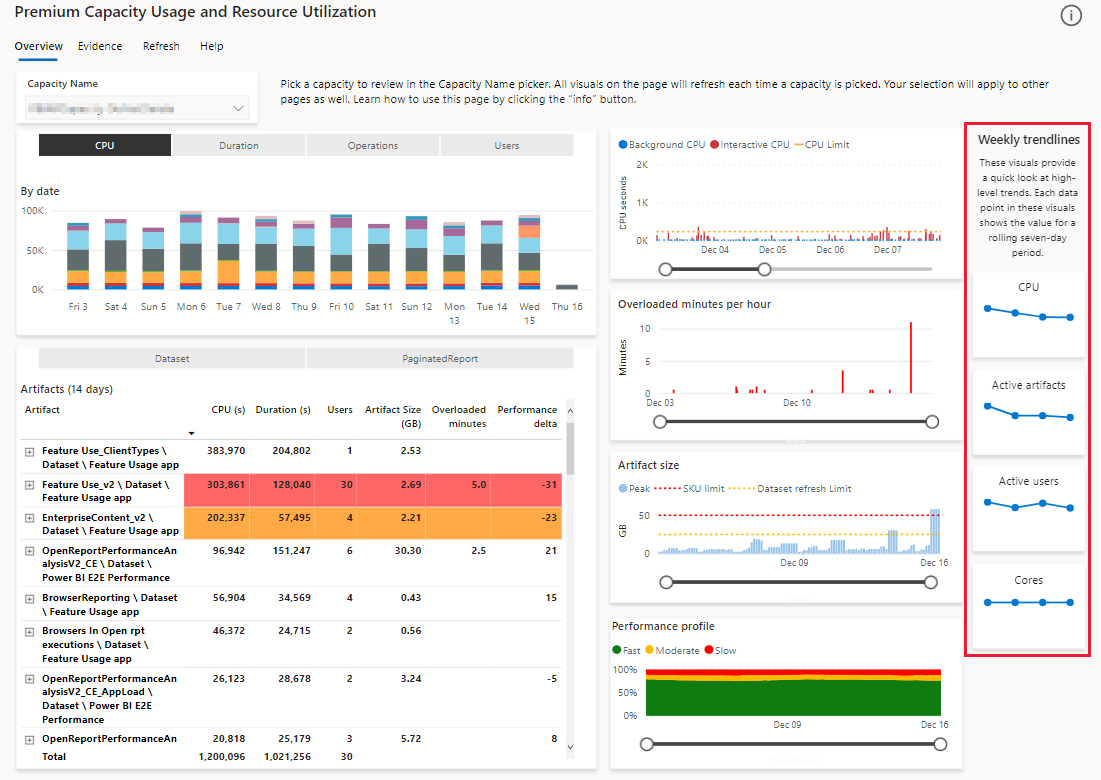 Premium Capacity Usage and Resource Utilization
Overview Evidence Refresh Help
Capacity Name
Pick a capacity to review in the Capacity Name picker. All visuals on the page will refresh each time a capacity is picked. Your selection will apply to other
pages as well. Learn how to use this page by clicking the "info" button.
CPU Duration Operations Users
By date
100K
50K
0K
Fri 3 Sat 4 Sun 5 Mon 6 Tue 7 Wed 8 Thu 9 Fri 10 Sat 11 Sun 12 Mon 13 Tue 14 Wed 15 Thu 16
Dataset PaginatedReport
Artifacts (14 days)
Artifact CPU (s) Duration (s) Users Artifact Size (GB) Overloaded minutes Performance delta
Feature Use_ClientTypes \ 383,970 204,802 1 2.53
Dataset \ Feature Usage app
Feature Use_v2 \ Dataset \ 303,861 128,040 30 2.69 5.0 -31
Feature Usage app
EnterpriseContent_v2 \ 202,337 57,495 4 2.21 -23
Dataset \ Feature Usage app
OpenReportPerformanceAn 96,942 151,247 6 30.30 2.5 21
alysisV2_CE \ Dataset \
Power BI E2E Performance
BrowserReporting \ Dataset 56,904 34,569 4 0.43 15
\ Feature Usage app
Browsers In Open rpt 46,372 24,715 2 0.56
executions \ Dataset \
Feature Usage app
OpenReportPerformanceAn 26,123 28,678 2 3.24 -5
alysisV2_CE_AppLoad \
Dataset \ Power BI E2E
Performance
OpenReportPerformanceAn 20,818 25,179 3 5.72 8
Total 1,200,096 1,021,256 30
Background CPU Interactive CPU CPU Limit
CPU seconds
2K
1K
0K
Dec 04 Dec 05 Dec 06 Dec 07
Overloaded minutes per hour
Minutes
10
5
0
Dec 03 Dec 10
Artifact size
Peak SKU limit Dataset refresh Limit
GB
50
0
Dec 09 Dec 16
Performance profile
Fast Moderate Slow
100%
50%
0%
Dec 09 Dec 16
Weekly trendlines
These visuals provide
a quick look at high-
level trends. Each data
point in these visuals
shows the value for a
rolling seven-day
period.
CPU
Active artifacts
Active users
Cores